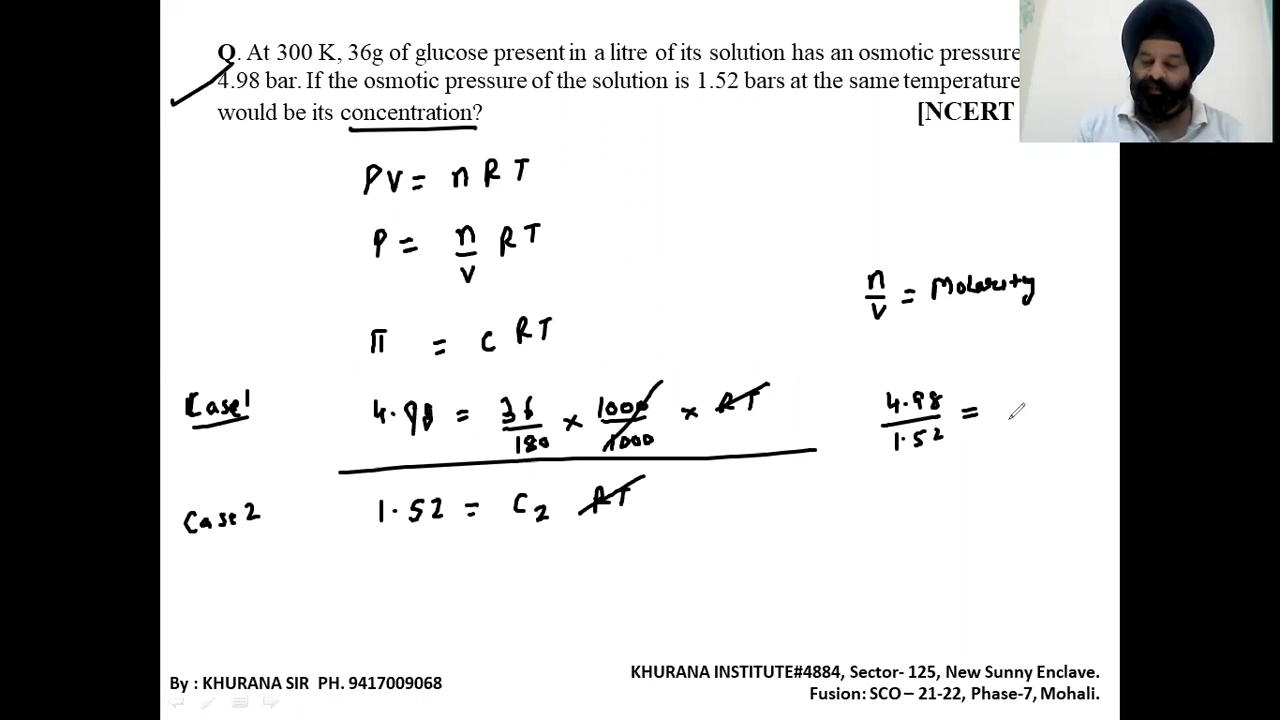 Q. At 300 K, 36g of glucose present in a litre of its solution has an osmotic pressure
4.98 bar. If the osmotic pressure of the solution is 1.52 bars at the same temperature
would be its concentration?
[NCERT
PV = n R T
P = n/V R T
n/V = Molarity
π = C R T
Case1 4.98 = 36/180 × 1000/1000 × RT
4.98/1.52 =
Case2 1.52 = C2 RT
By : KHURANA SIR PH. 9417009068
KHURANA INSTITUTE#4884, Sector- 125, New Sunny Enclave.
Fusion: SCO – 21-22, Phase-7, Mohali.